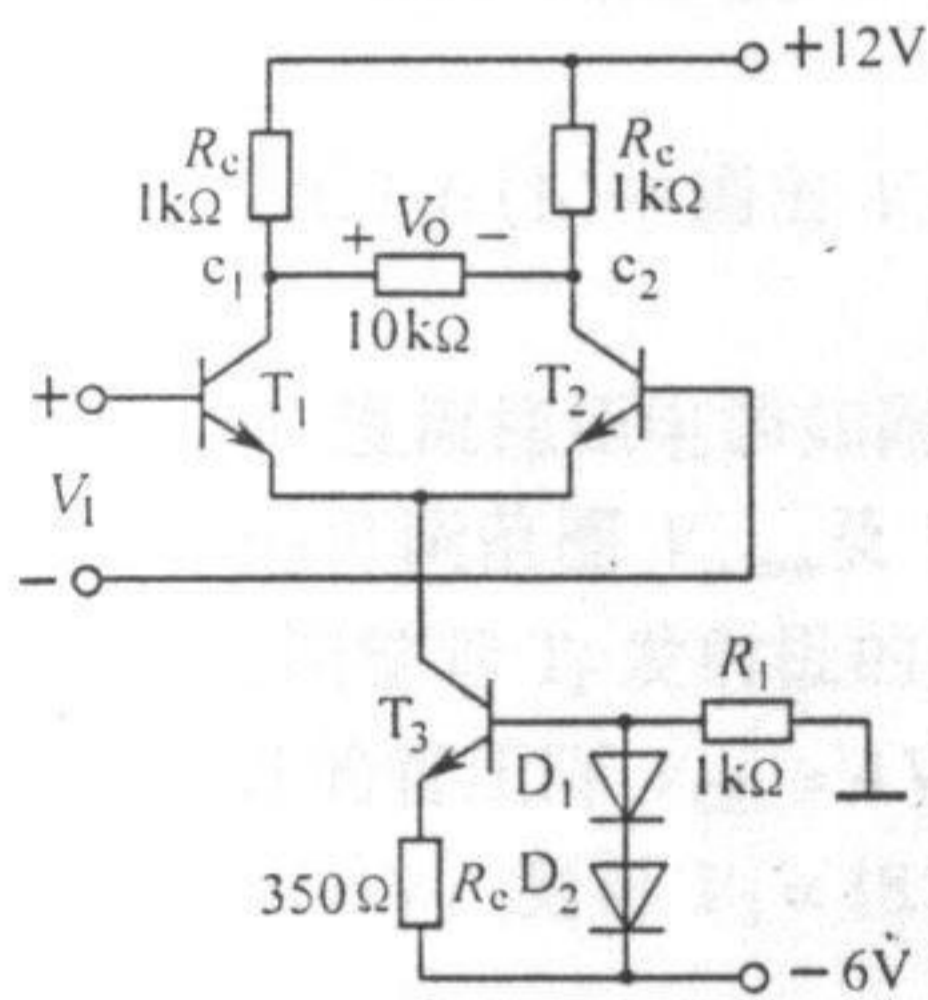 +12V
Rc
1kΩ
Rc
1kΩ
+ VO −
c1
c2
10kΩ
+
T1
T2
VI
−
R1
T3
D1
1kΩ
350Ω
Rc
D2
−6V